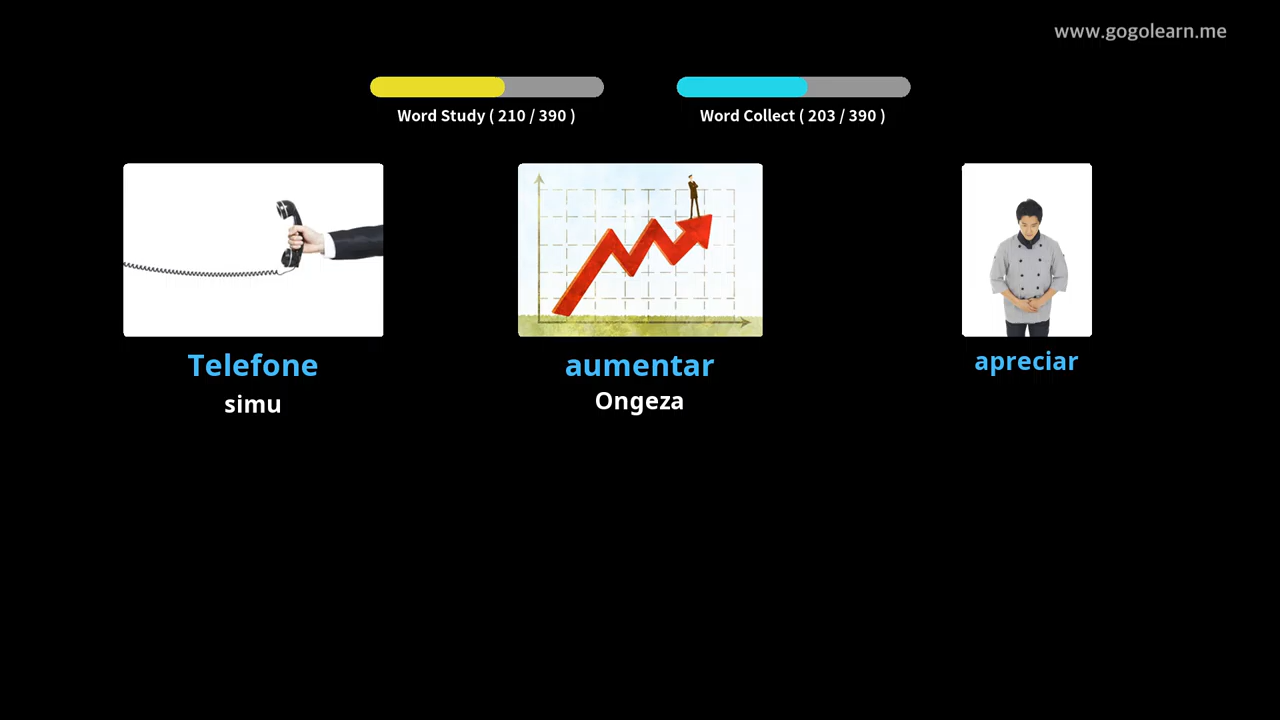 www.gogolearn.me
Word Study ( 210 / 390 )
Word Collect ( 203 / 390 )
Telefone
simu
aumentar
Ongeza
apreciar